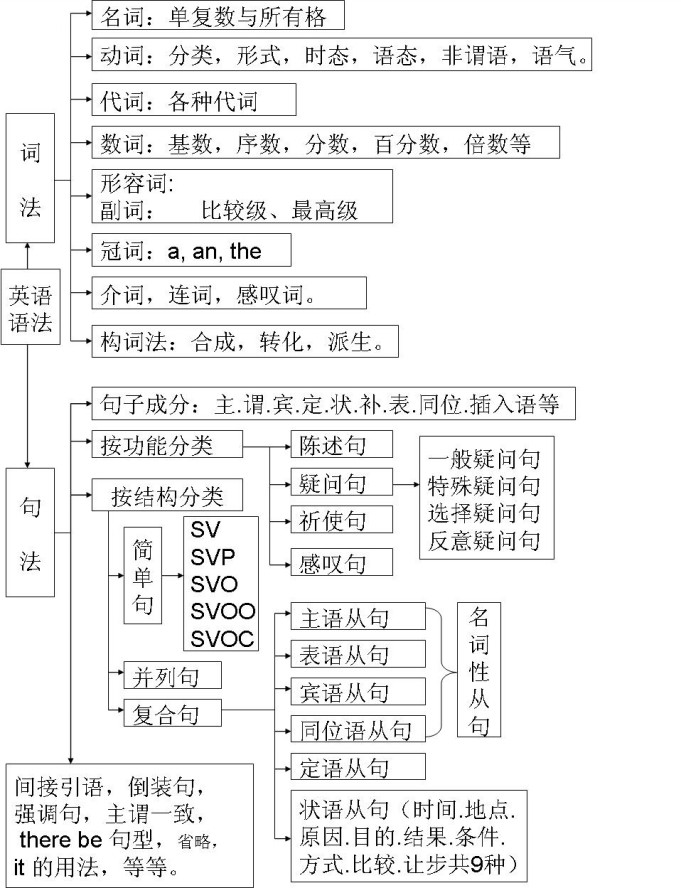 名词：单复数与所有格
动词：分类，形式，时态，语态，非谓语，语气。
代词：各种代词
数词：基数，序数，分数，百分数，倍数等
形容词:
副词： 比较级、最高级
冠词：a, an, the
介词，连词，感叹词。
构词法：合成，转化，派生。
词
法
英语
语法
句
法
句子成分：主.谓.宾.定.状.补.表.同位.插入语等
按功能分类
陈述句
疑问句
祈使句
感叹句
一般疑问句
特殊疑问句
选择疑问句
反意疑问句
按结构分类
简
单
句
SV
SVP
SVO
SVOO
SVOC
并列句
复合句
主语从句
表语从句
宾语从句
同位语从句
定语从句
状语从句（时间.地点.
原因.目的.结果.条件.
方式.比较.让步共9种）
名
词
性
从
句
间接引语，倒装句，
强调句，主谓一致，
there be 句型，省略，
it 的用法，等等。